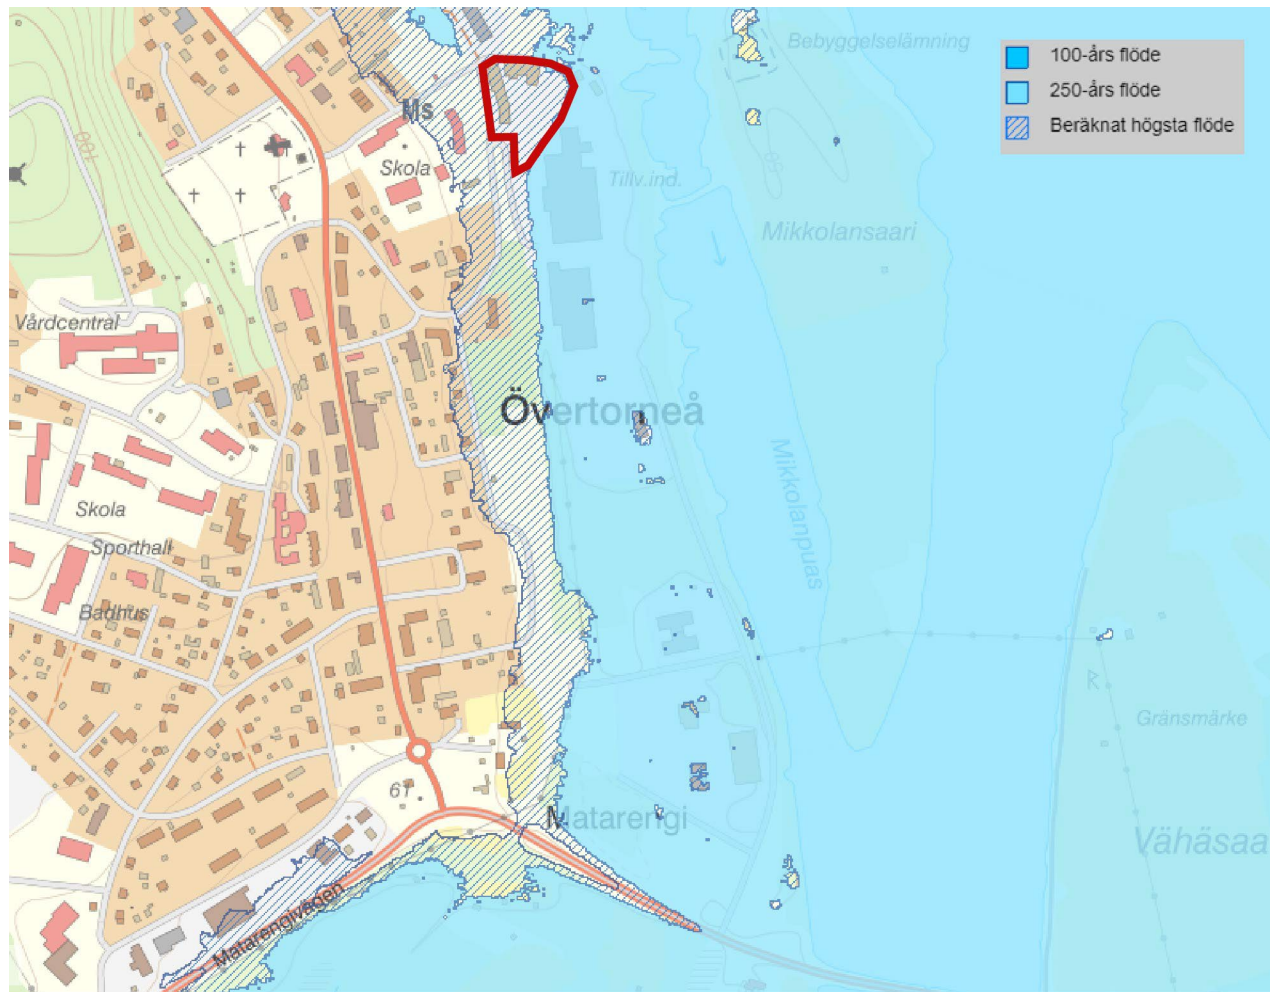 100-års flöde
250-års flöde
Beräknat högsta flöde
Bebyggelselämning
Ms
100
Skola
Tillv.ind.
Mikkolansaari
Vårdcentral
Övertorneå
Mikkolanpuas
Skola
Sporthall
Badhus
R
Gränsmärke
61
Matarengi
Vähäsaa
Matarengivägen